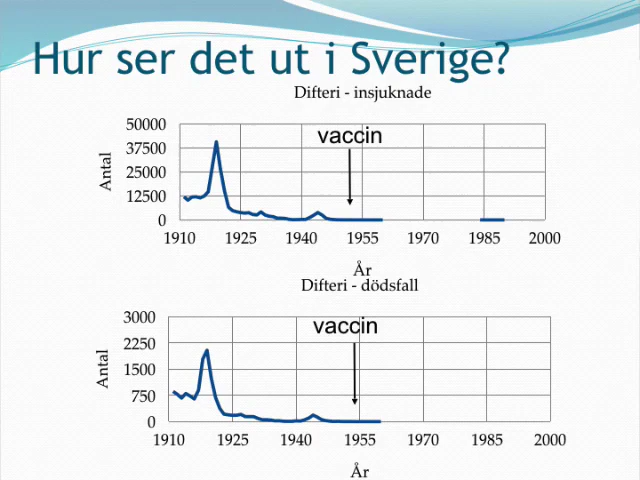 Hur ser det ut i Sverige?
Difteri - insjuknade
50000
37500
25000
12500
0
Antal
vaccin
1910 1925 1940 1955 1970 1985 2000
År
Difteri - dödsfall
3000
2250
1500
750
0
Antal
vaccin
1910 1925 1940 1955 1970 1985 2000
År